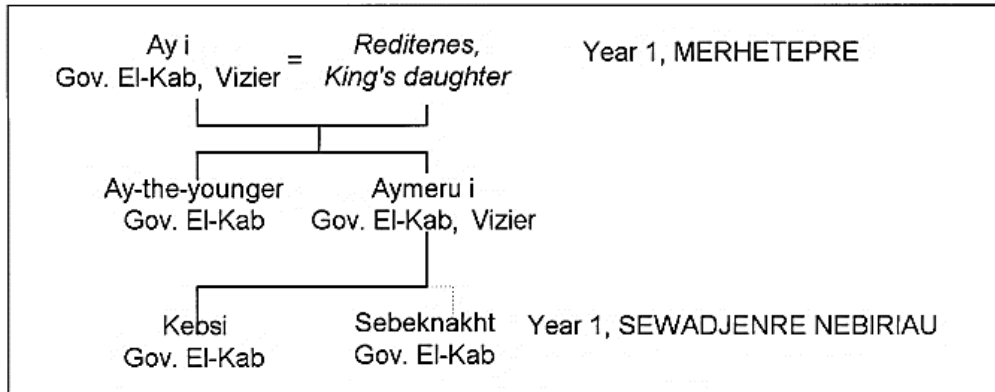 Ay i
Gov. El-Kab, Vizier
=
Reditenes,
King's daughter
Year 1, MERHETEPRE
Ay-the-younger
Gov. El-Kab
Aymeru i
Gov. El-Kab, Vizier
Kebsi
Gov. El-Kab
Sebeknakht
Gov. El-Kab
Year 1, SEWADJENRE NEBIRIAU